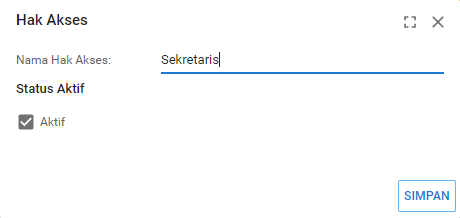 Hak Akses
Nama Hak Akses: Sekretaris
Status Aktif
Aktif
SIMPAN